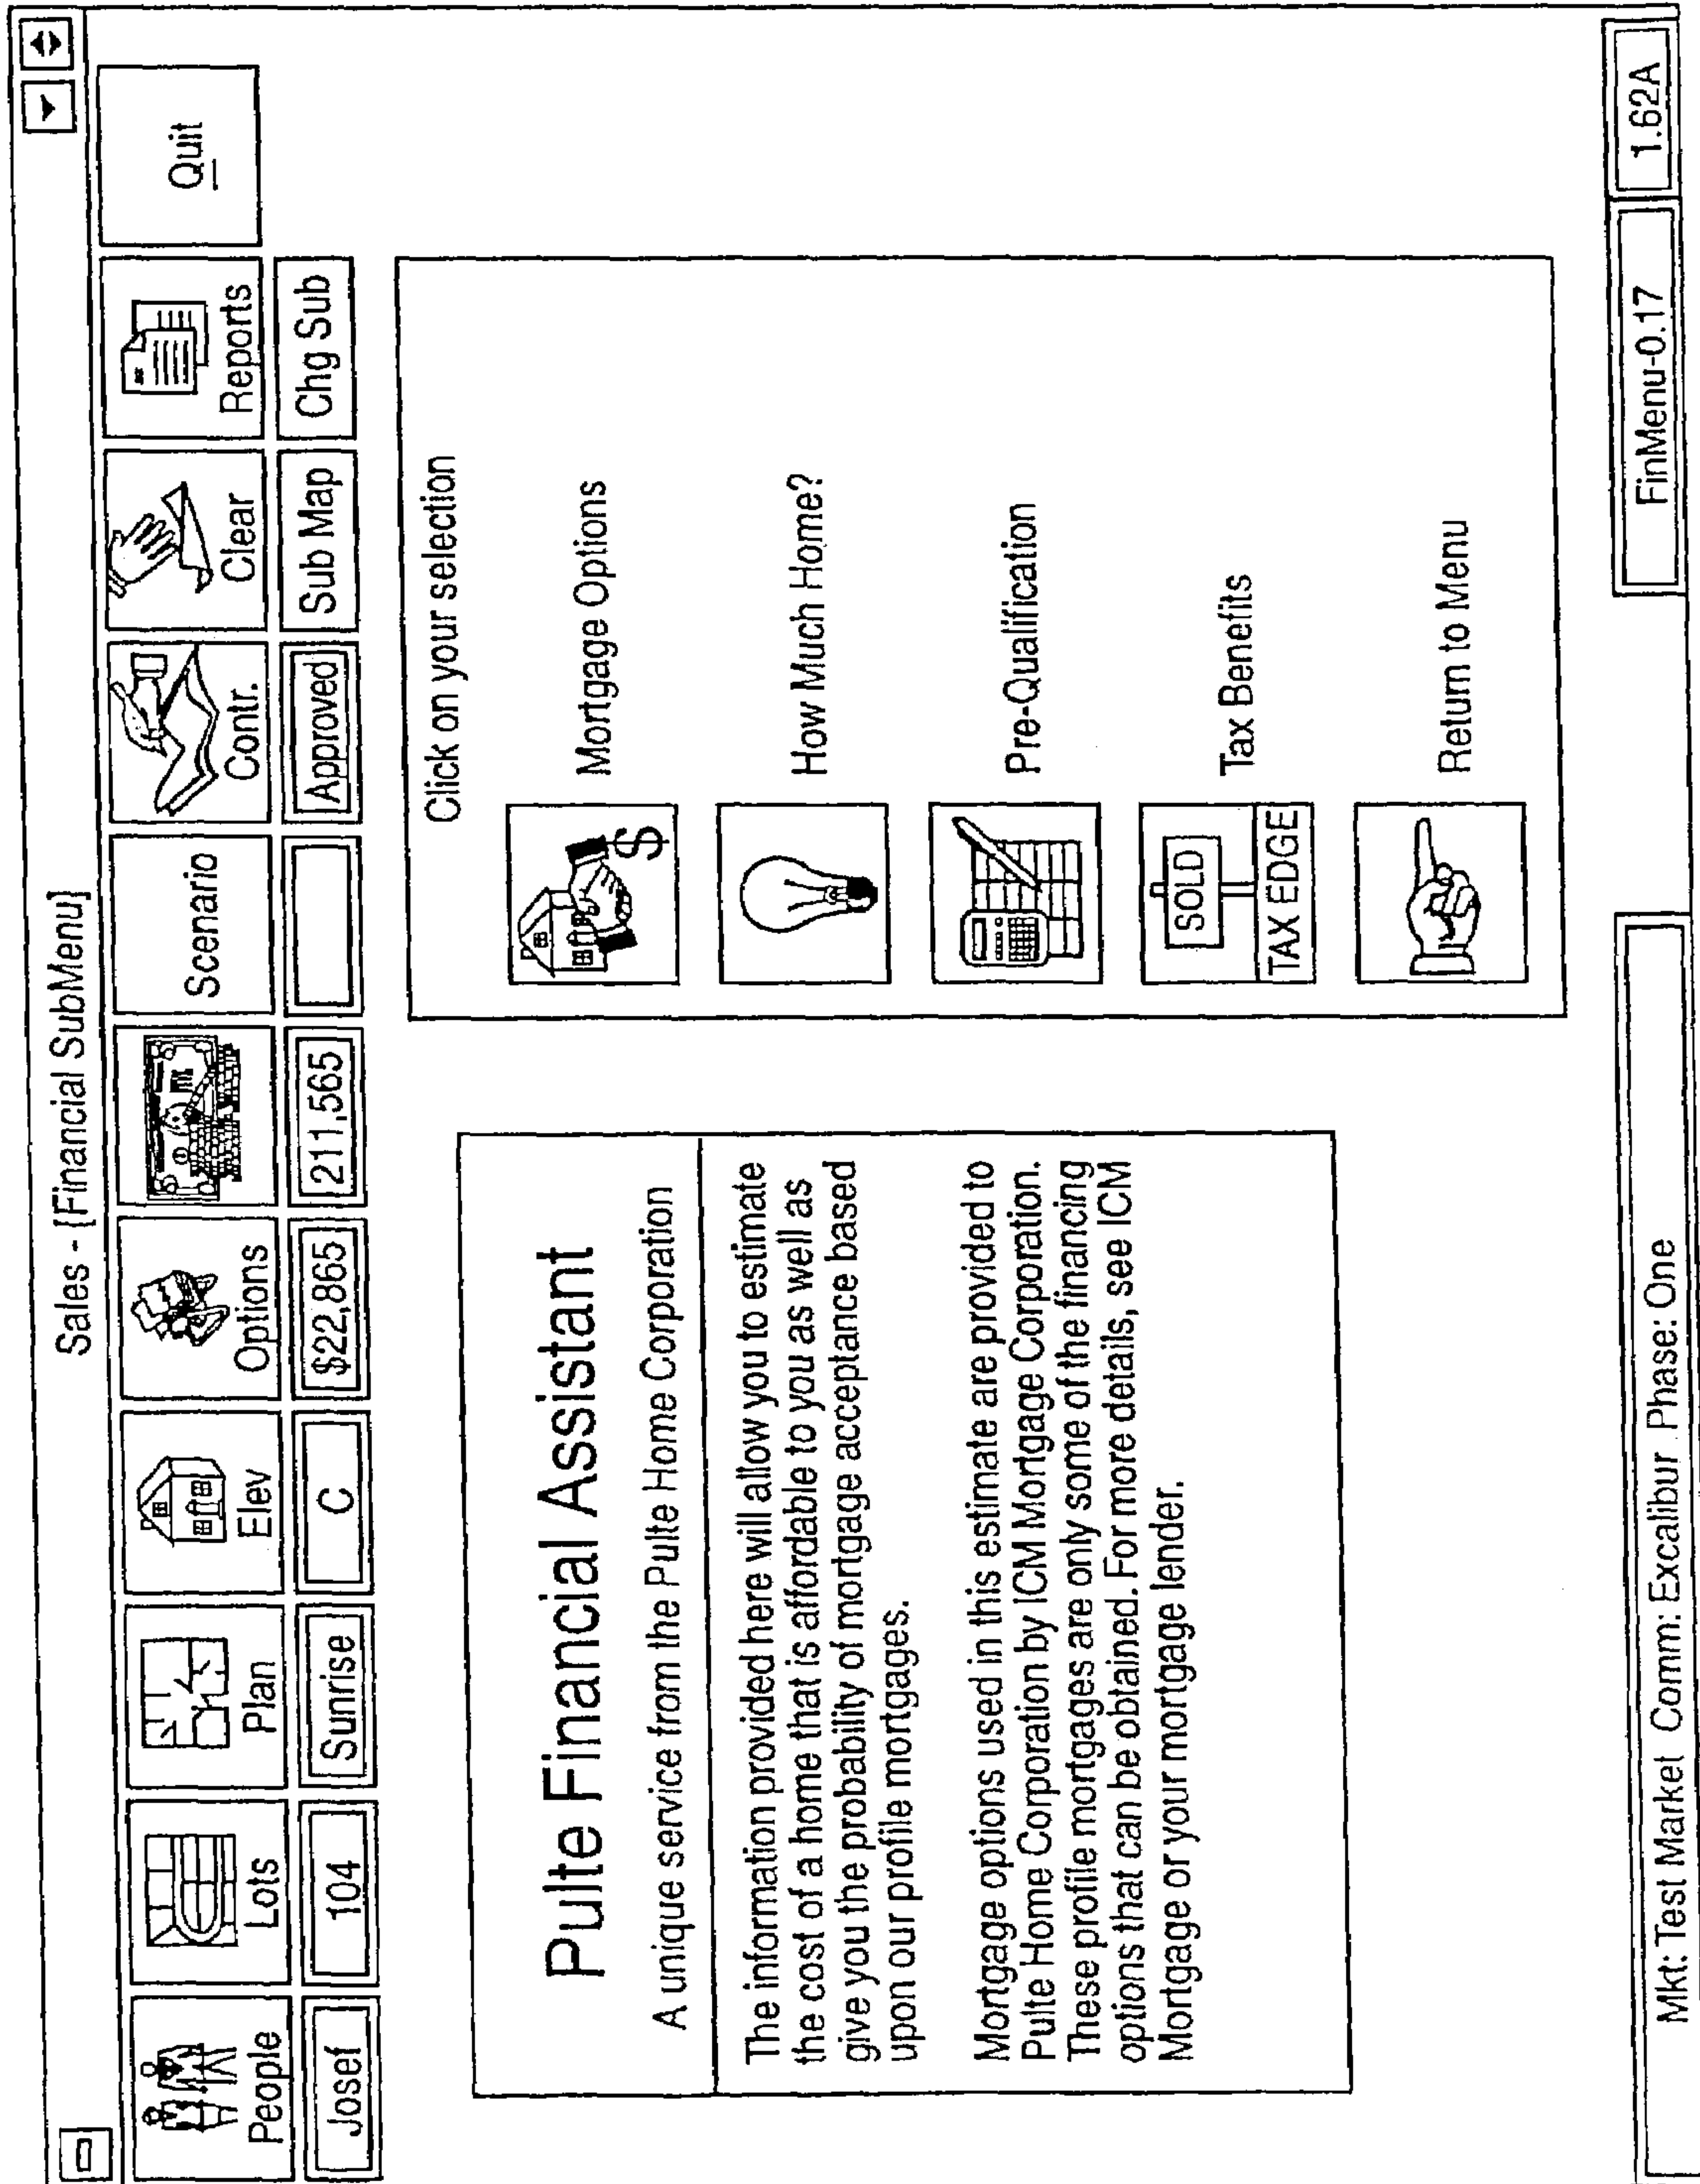 Sales - [Financial SubMenu]
People
Lots
Plan
Elev
Options
Scenario
Contr.
Clear
Reports
Quit
Josef
104
Sunrise
C
$22,865
211,565
Approved
Sub Map
Chg Sub
Pulte Financial Assistant
A unique service from the Pulte Home Corporation
The information provided here will allow you to estimate
the cost of a home that is affordable to you as well as
give you the probability of mortgage acceptance based
upon our profile mortgages.
Mortgage options used in this estimate are provided to
Pulte Home Corporation by ICM Mortgage Corporation.
These profile mortgages are only some of the financing
options that can be obtained. For more details, see ICM
Mortgage or your mortgage lender.
Click on your selection
$
Mortgage Options
How Much Home?
Pre-Qualification
SOLD
TAX EDGE
Tax Benefits
Return to Menu
Mkt: Test Market Comm: Excalibur Phase: One
FinMenu-0.17
1.62A